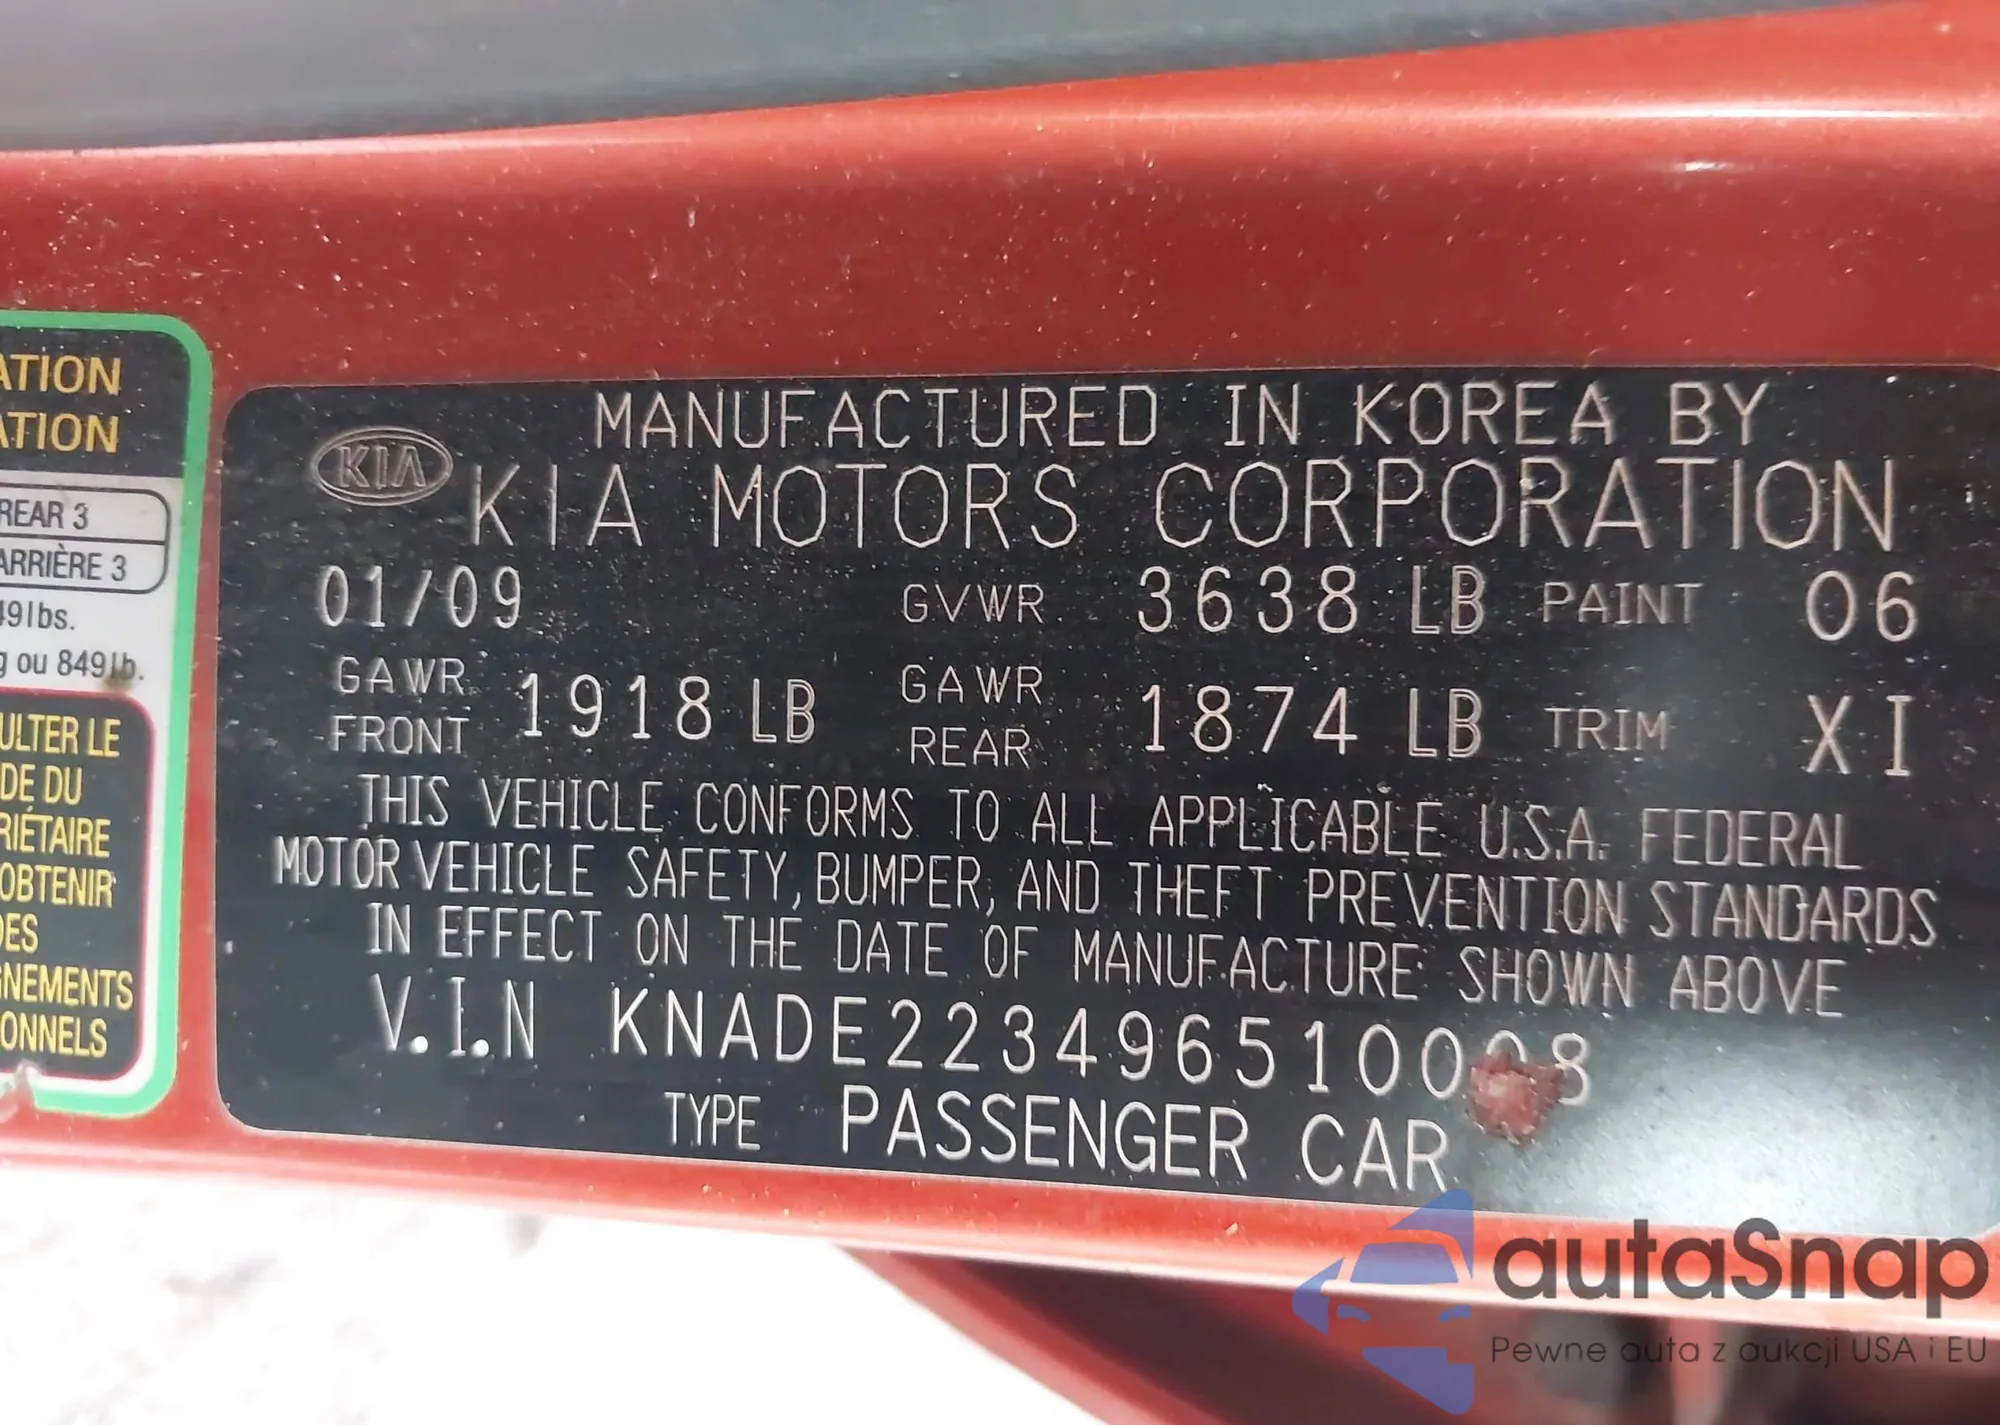 ATION
ATION
REAR 3
ARRIÈRE 3
49lbs.
g ou 849lb.
ULTER LE
DE DU
RIÉTAIRE
OBTENIR
DES
GNEMENTS
ONNELS
MANUFACTURED IN KOREA BY
KIA KIA MOTORS CORPORATION
01/09 GVWR 3638 LB PAINT 06
GAWR FRONT 1918 LB GAWR REAR 1874 LB TRIM XI
THIS VEHICLE CONFORMS TO ALL APPLICABLE U.S.A. FEDERAL
MOTOR VEHICLE SAFETY, BUMPER, AND THEFT PREVENTION STANDARDS
IN EFFECT ON THE DATE OF MANUFACTURE SHOWN ABOVE
V.I.N KNADE223496510008
TYPE PASSENGER CAR
autaSnap
Pewne auta z aukcji USA i EU